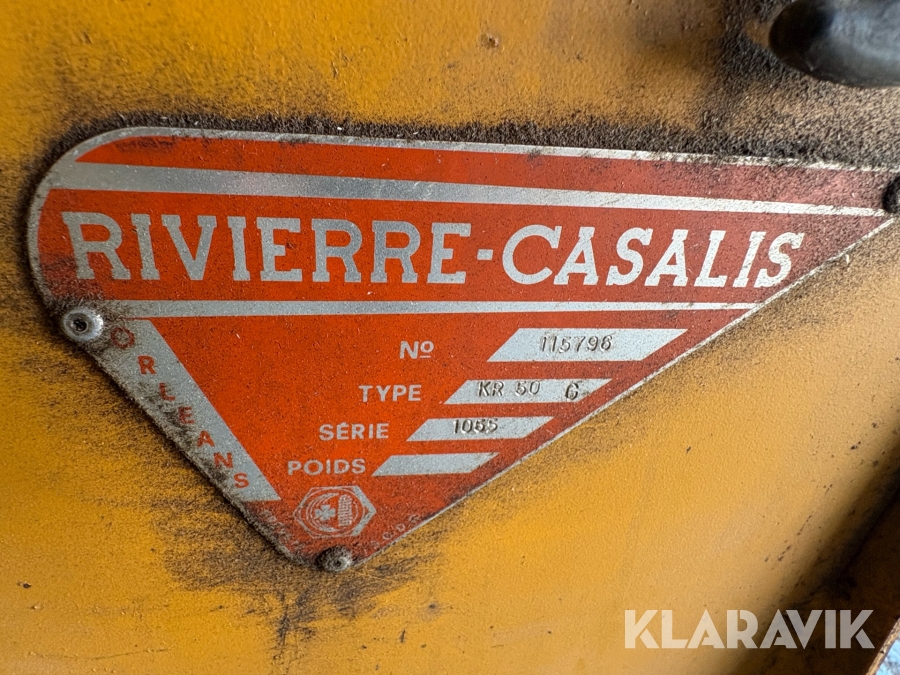 RIVIERRE-CASALIS
ORLEANS
Nº 115796
TYPE KR 50 6
SÉRIE 1055
POIDS
KLARAVIK